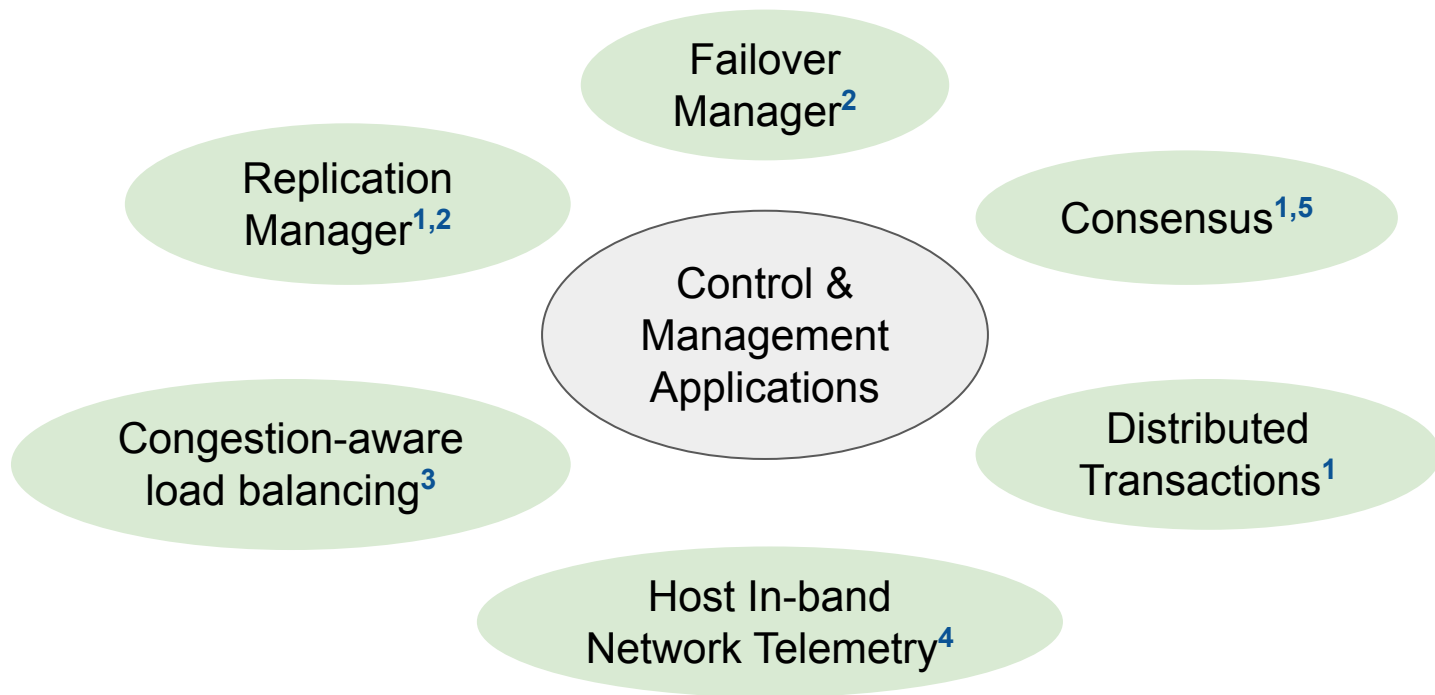 Failover
Manager2
Replication
Manager1,2
Consensus1,5
Control &
Management
Applications
Congestion-aware
load balancing3
Distributed
Transactions1
Host In-band
Network Telemetry4